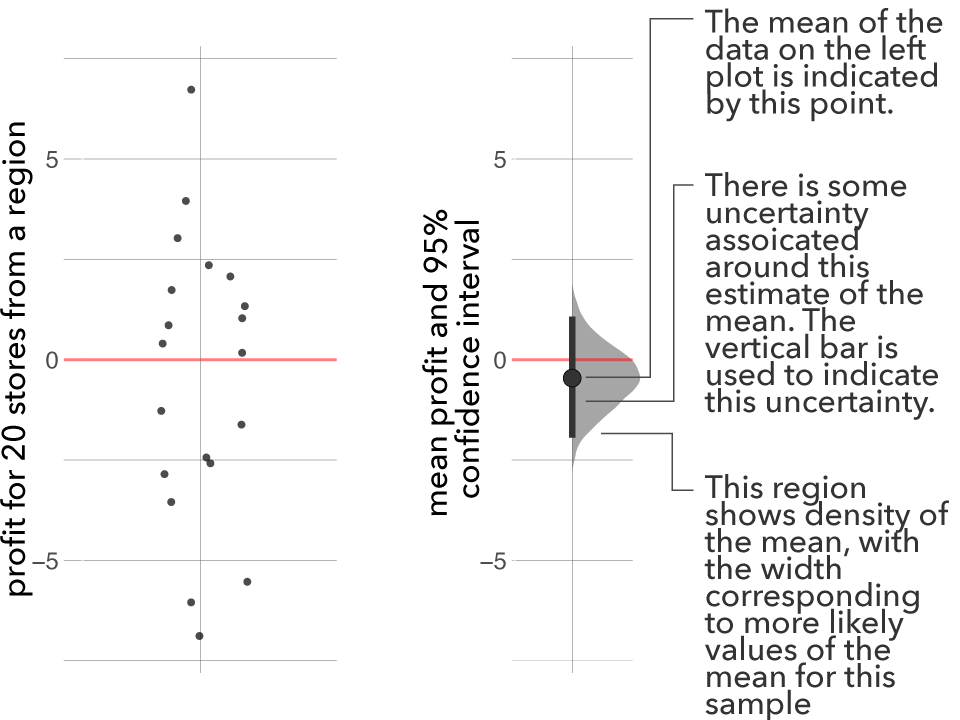 profit for 20 stores from a region
5
0
−5
mean profit and 95%
confidence interval
5
0
−5
The mean of the
data on the left
plot is indicated
by this point.
There is some
uncertainty
assoicated
around this
estimate of the
mean. The
vertical bar is
used to indicate
this uncertainty.
This region
shows density of
the mean, with
the width
corresponding
to more likely
values of the
mean for this
sample